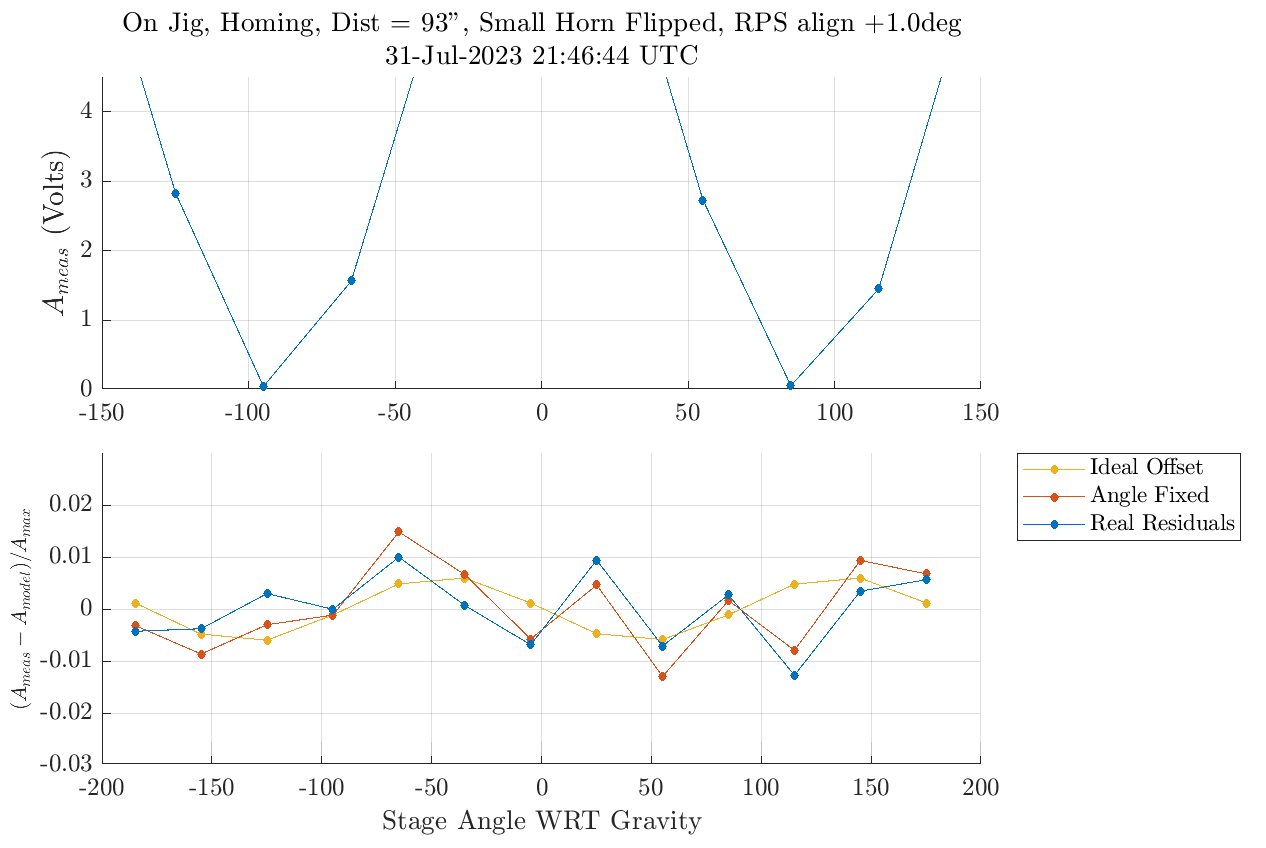 On Jig, Homing, Dist = 93”, Small Horn Flipped, RPS align +1.0deg
31-Jul-2023 21:46:44 UTC
A_meas (Volts)
4
3
2
1
0
-150 -100 -50 0 50 100 150
(A_meas − A_model)/A_max
0.02
0.01
0
-0.01
-0.02
-0.03
-200 -150 -100 -50 0 50 100 150 200
Stage Angle WRT Gravity
Ideal Offset
Angle Fixed
Real Residuals